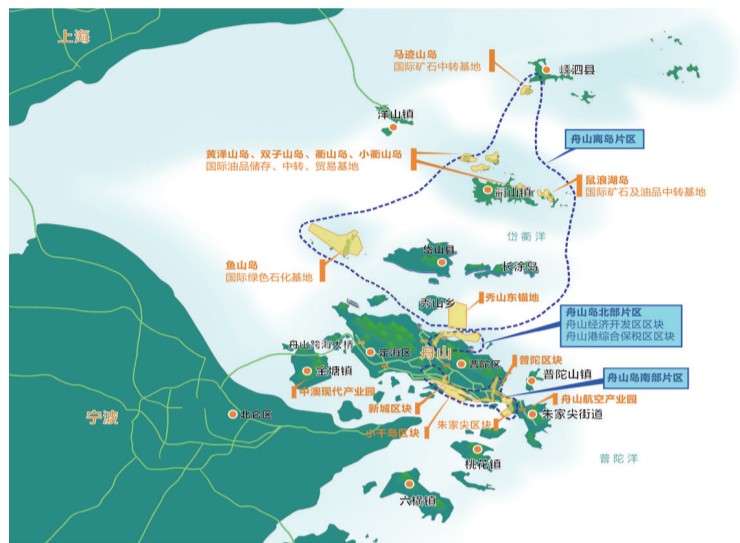 上海
马迹山岛
国际矿石中转基地
嵊泗县
洋山镇
舟山离岛片区
黄泽山岛、双子山岛、衢山岛、小衢山岛
国际油品储存、中转、贸易基地
鼠浪湖岛
国际矿石及油品中转基地
衢山镇
岱衢洋
岱山县
长涂岛
鱼山岛
国际绿色石化基地
秀山乡
秀山东锚地
舟山岛北部片区
舟山经济开发区区块
舟山港综合保税区区块
舟山跨海大桥
定海区
舟山
普陀区
普陀区块
金塘镇
普陀山镇
舟山岛南部片区
中澳现代产业园
舟山航空产业园
新城区块
宁波
北仑区
朱家尖区块
朱家尖街道
小干岛区块
桃花镇
普陀洋
六横镇